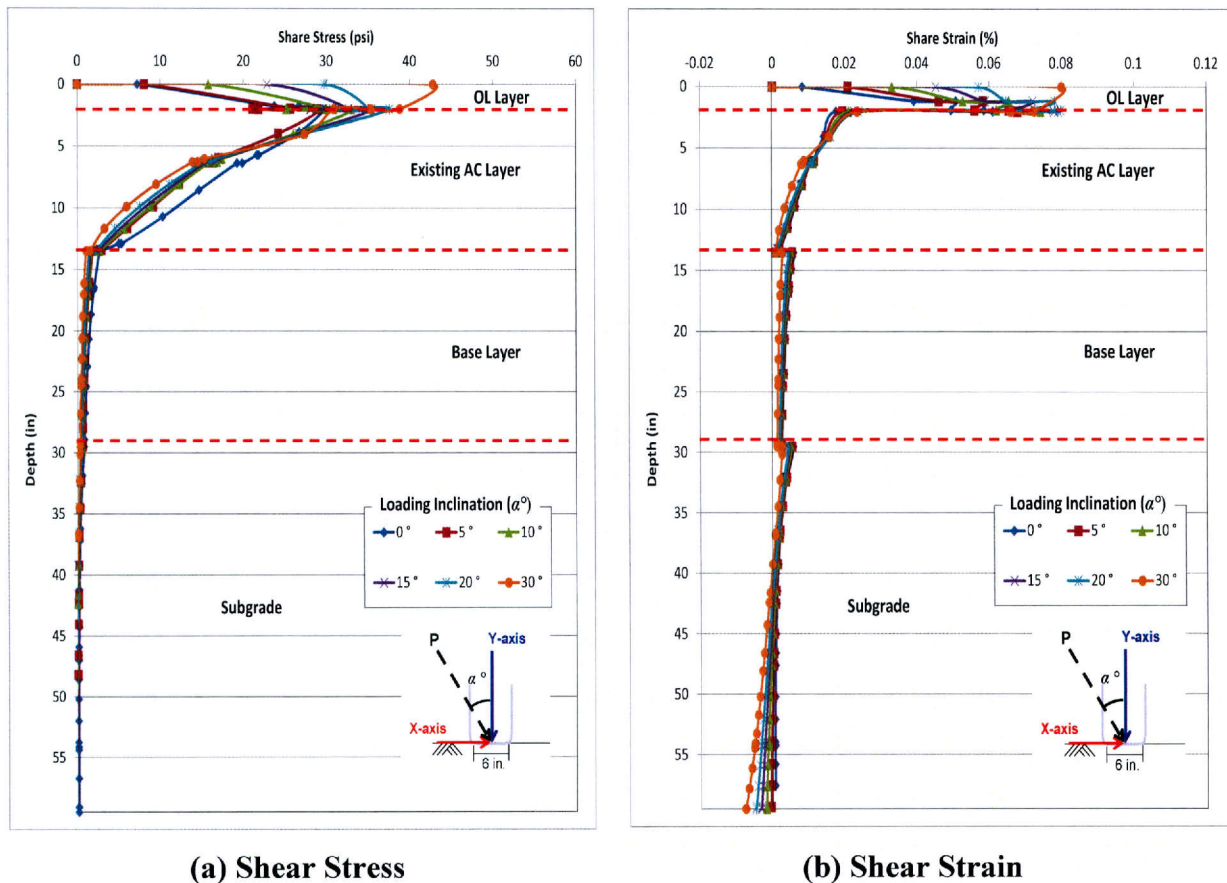 Share Stress (psi)
0 10 20 30 40 50 60
0
5
10
15
20
25
30
35
40
45
50
55
Depth (in)
OL Layer
Existing AC Layer
Base Layer
Subgrade
Loading Inclination (α°)
0 ° 5 ° 10 °
15 ° 20 ° 30 °
P
Y-axis
α °
X-axis
6 in.
(a) Shear Stress
Share Strain (%)
-0.02 0 0.02 0.04 0.06 0.08 0.1 0.12
0
5
10
15
20
25
30
35
40
45
50
55
Depth (in)
OL Layer
Existing AC Layer
Base Layer
Subgrade
Loading Inclination (α°)
0 ° 5 ° 10 °
15 ° 20 ° 30 °
P
Y-axis
α °
X-axis
6 in.
(b) Shear Strain